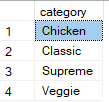 category
1 Chicken
2 Classic
3 Supreme
4 Veggie